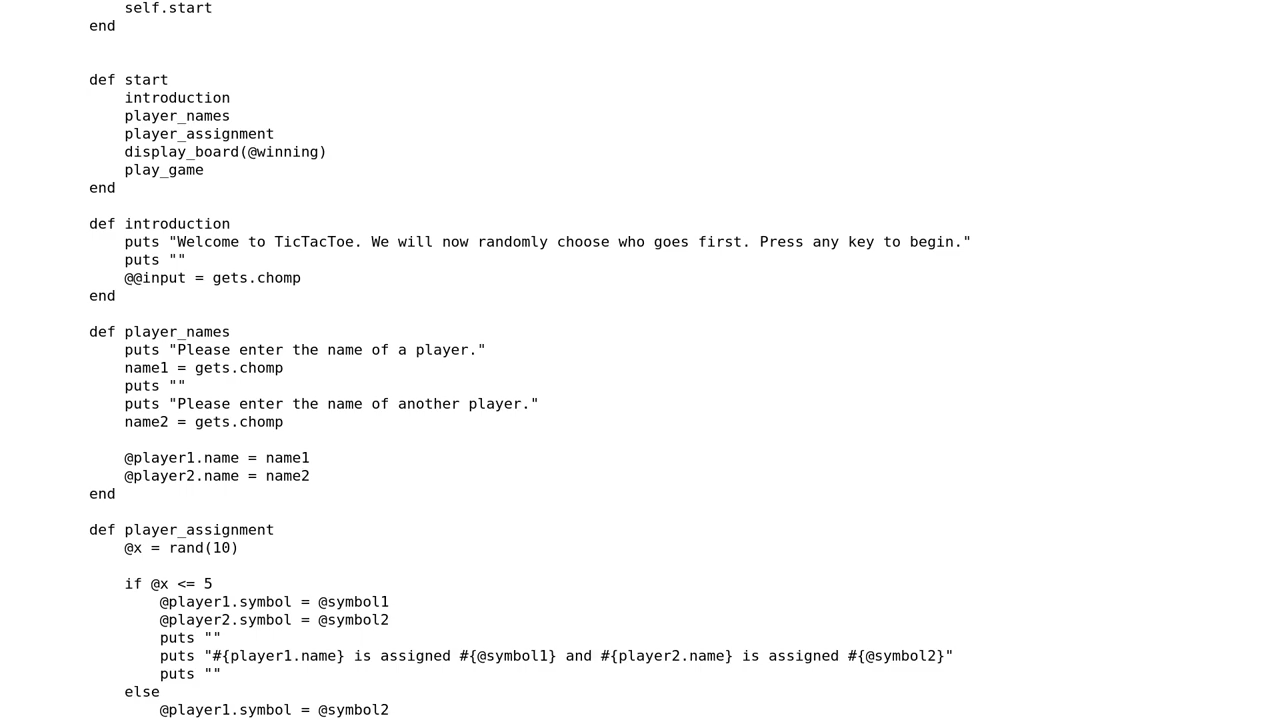 self.start
    end


    def start
        introduction
        player_names
        player_assignment
        display_board(@winning)
        play_game
    end

    def introduction
        puts "Welcome to TicTacToe. We will now randomly choose who goes first. Press any key to begin."
        puts ""
        @@input = gets.chomp
    end

    def player_names
        puts "Please enter the name of a player."
        name1 = gets.chomp
        puts ""
        puts "Please enter the name of another player."
        name2 = gets.chomp

        @player1.name = name1
        @player2.name = name2
    end

    def player_assignment
        @x = rand(10)

        if @x <= 5
            @player1.symbol = @symbol1
            @player2.symbol = @symbol2
            puts ""
            puts "#{player1.name} is assigned #{@symbol1} and #{player2.name} is assigned #{@symbol2}"
            puts ""
        else
            @player1.symbol = @symbol2